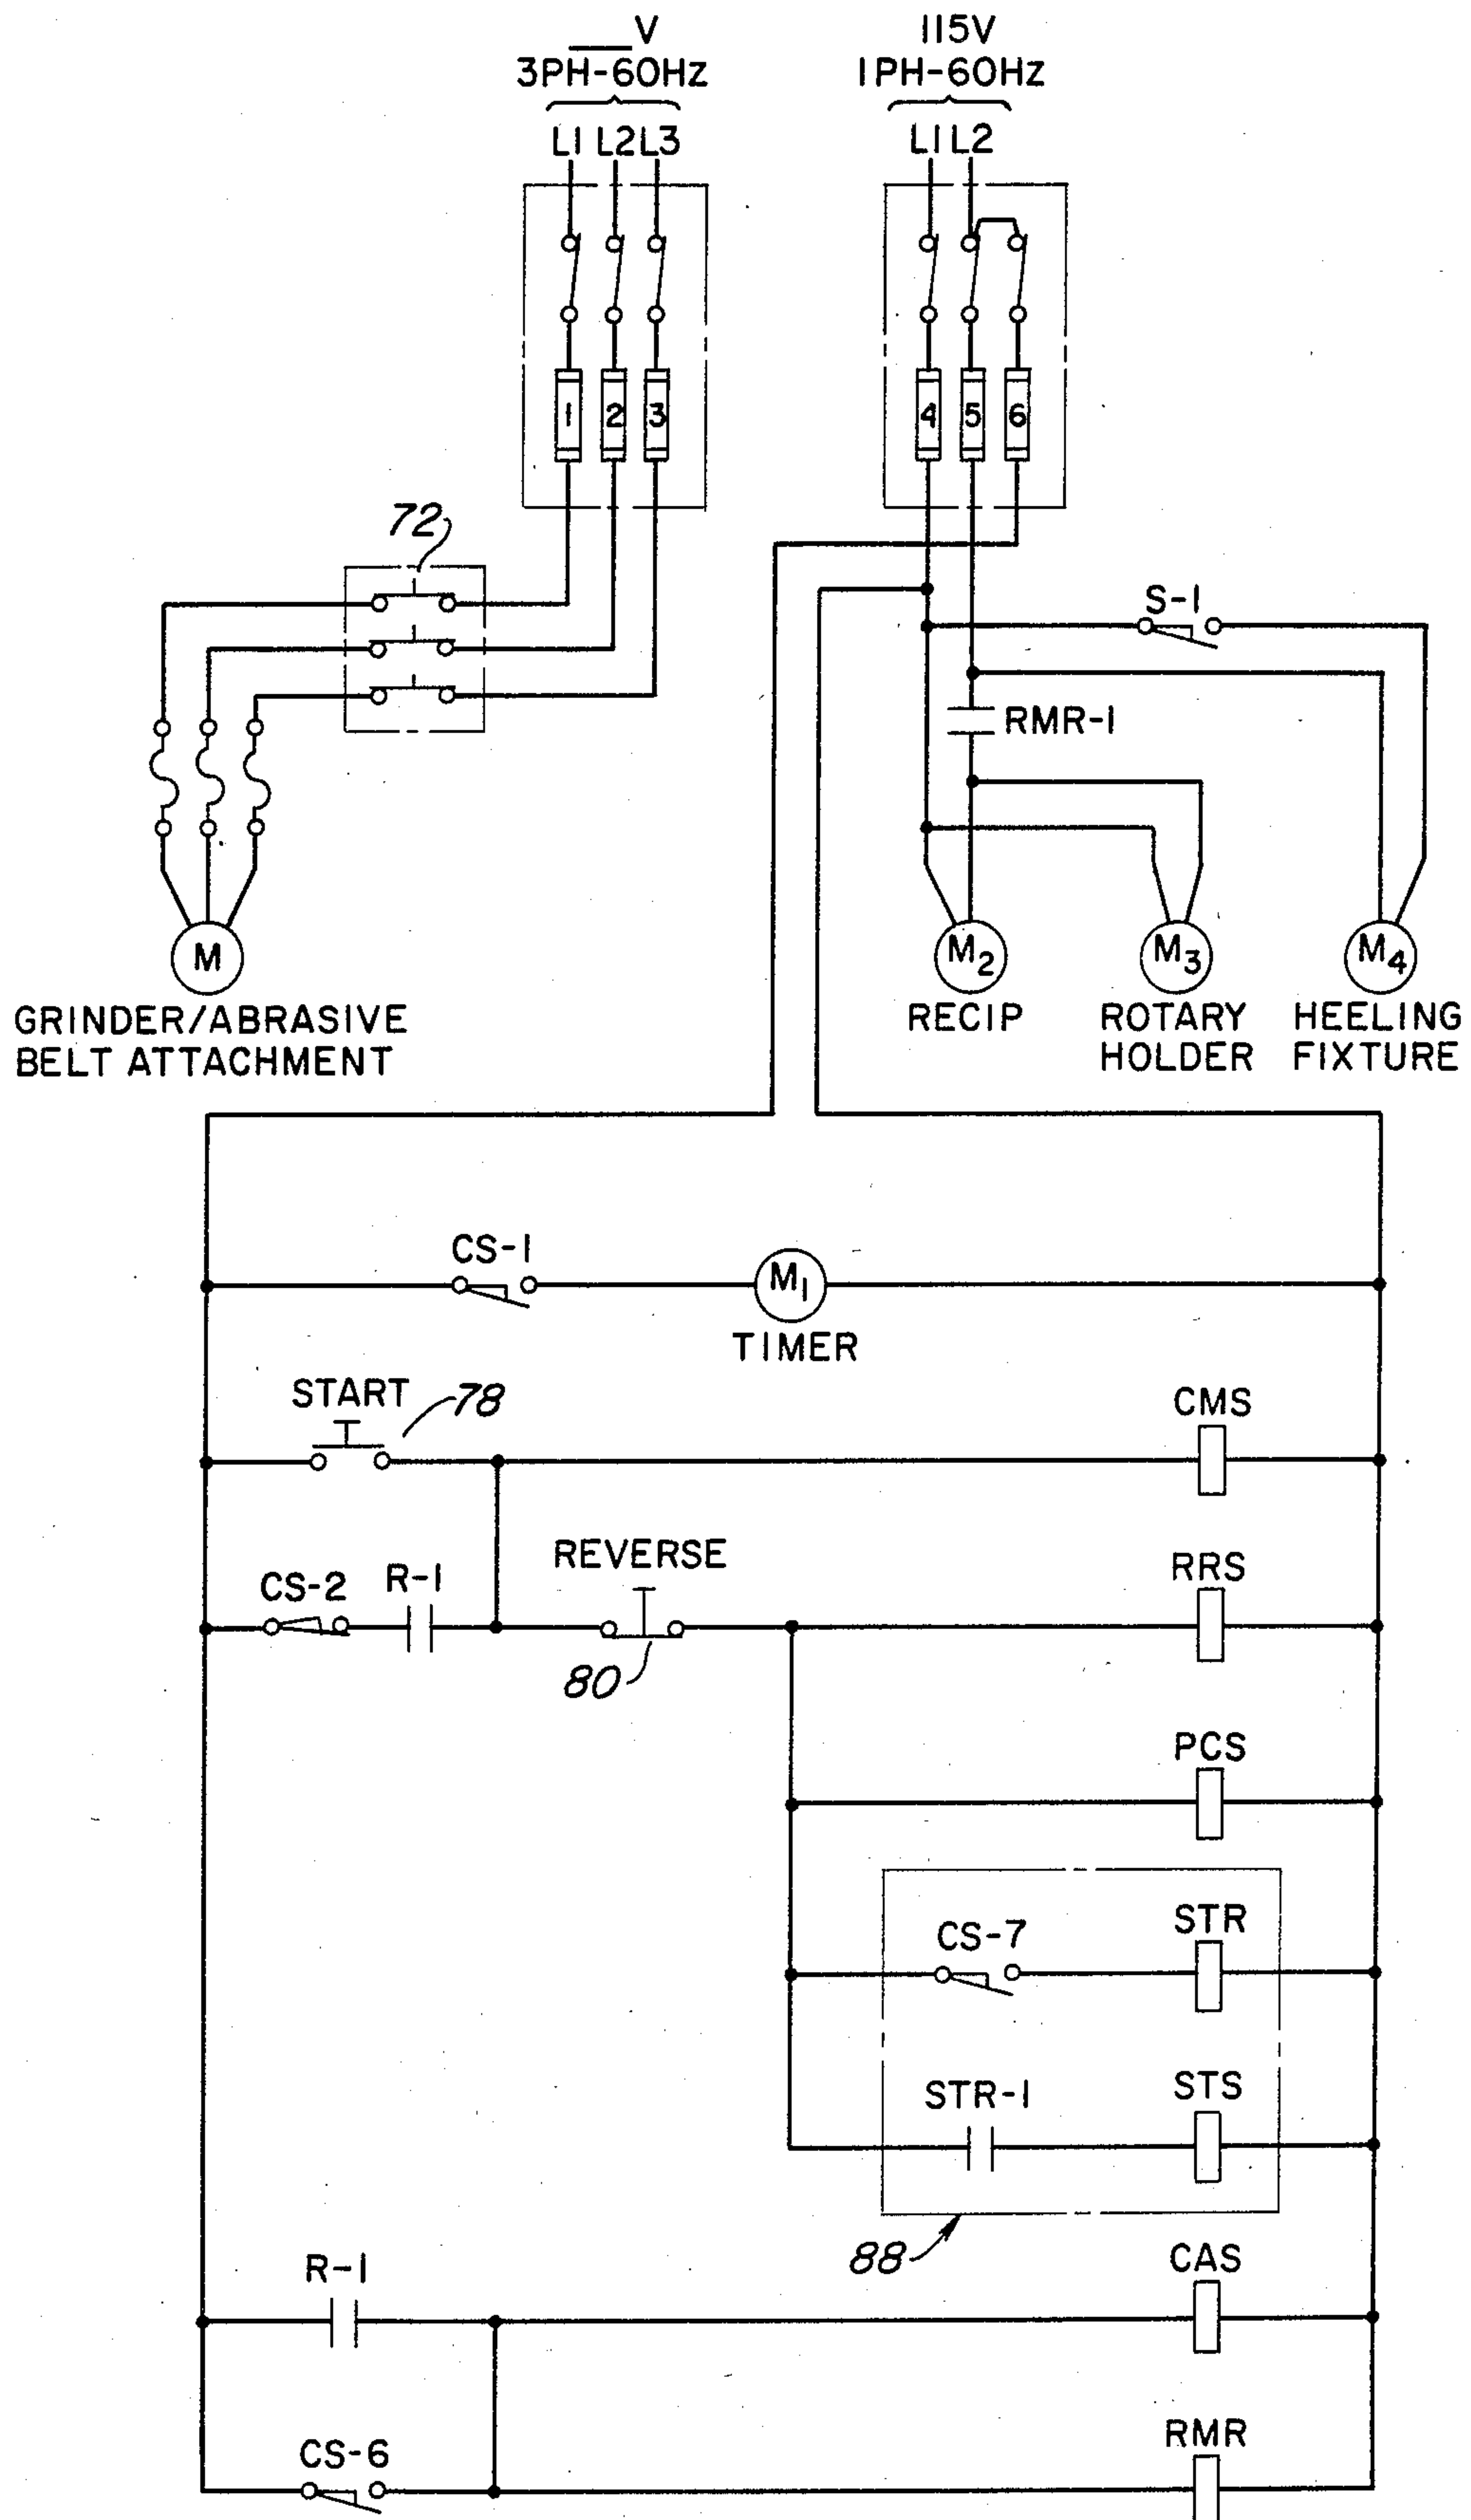 ___V
3PH-60HZ
L1 L2 L3
115V
1PH-60HZ
L1 L2
1 2 3
4 5 6
72
S-1
RMR-1
M
GRINDER/ABRASIVE
BELT ATTACHMENT
M2
RECIP
M3
ROTARY
HOLDER
M4
HEELING
FIXTURE
CS-1
M1
TIMER
START
78
CMS
CS-2
R-1
REVERSE
80
RRS
PCS
CS-7
STR
STR-1
STS
88
R-1
CAS
CS-6
RMR